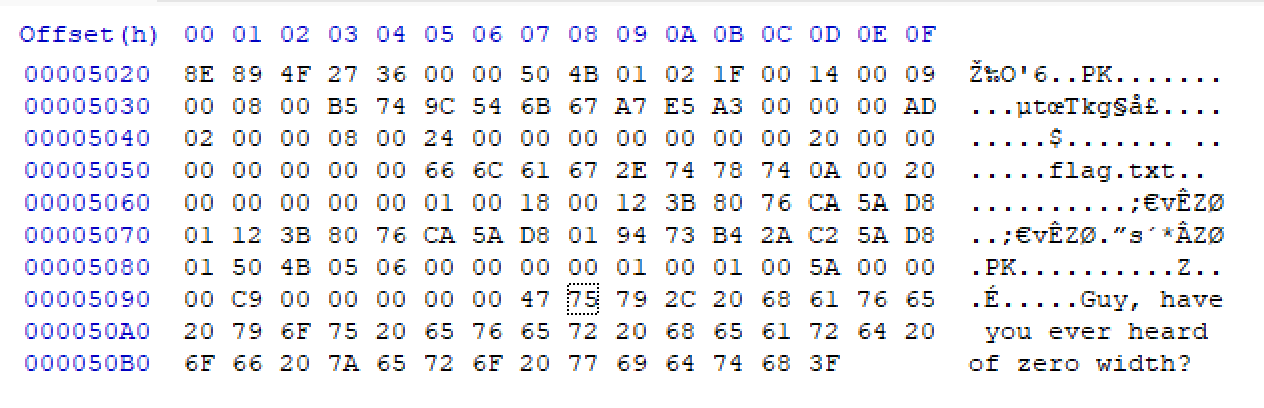 Offset(h) 00 01 02 03 04 05 06 07 08 09 0A 0B 0C 0D 0E 0F
00005020 8E 89 4F 27 36 00 00 50 4B 01 02 1F 00 14 00 09 Ž‰O'6..PK.......
00005030 00 08 00 B5 74 9C 54 6B 67 A7 E5 A3 00 00 00 AD ...µtœTkg§å£....
00005040 02 00 00 08 00 24 00 00 00 00 00 00 00 20 00 00 .....$....... ..
00005050 00 00 00 00 00 66 6C 61 67 2E 74 78 74 0A 00 20 .....flag.txt..
00005060 00 00 00 00 00 01 00 18 00 12 3B 80 76 CA 5A D8 ..........;€vÊZØ
00005070 01 12 3B 80 76 CA 5A D8 01 94 73 B4 2A C2 5A D8 ..;€vÊZØ.”s´*ÂZØ
00005080 01 50 4B 05 06 00 00 00 00 01 00 01 00 5A 00 00 .PK..........Z..
00005090 00 C9 00 00 00 00 00 47 75 79 2C 20 68 61 76 65 .É.....Guy, have
000050A0 20 79 6F 75 20 65 76 65 72 20 68 65 61 72 64 20 you ever heard
000050B0 6F 66 20 7A 65 72 6F 20 77 69 64 74 68 3F of zero width?